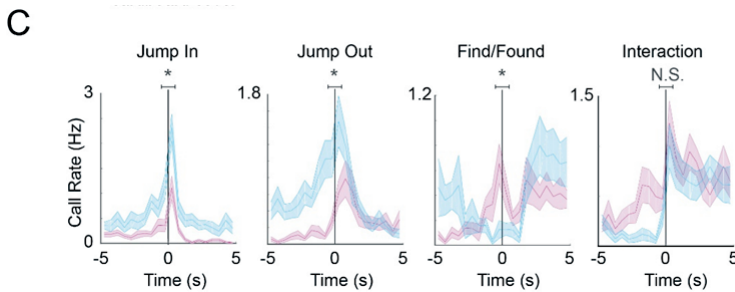 C
Jump In
Jump Out
Find/Found
Interaction
*
*
*
N.S.
3
1.8
1.2
1.5
Call Rate (Hz)
0
-5 0 5
-5 0 5
-5 0 5
-5 0 5
Time (s)
Time (s)
Time (s)
Time (s)